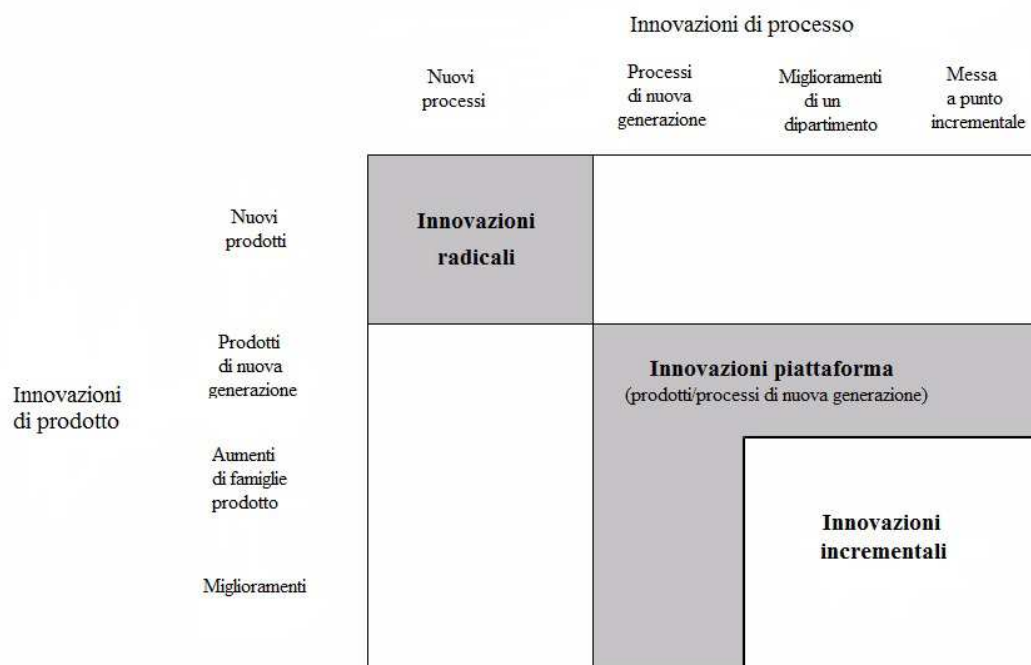 Innovazioni di processo
Nuovi
processi
Processi
di nuova
generazione
Miglioramenti
di un
dipartimento
Messa
a punto
incrementale
Nuovi
prodotti
Innovazioni
radicali
Innovazioni
di prodotto
Prodotti
di nuova
generazione
Innovazioni piattaforma
(prodotti/processi di nuova generazione)
Aumenti
di famiglie
prodotto
Innovazioni
incrementali
Miglioramenti